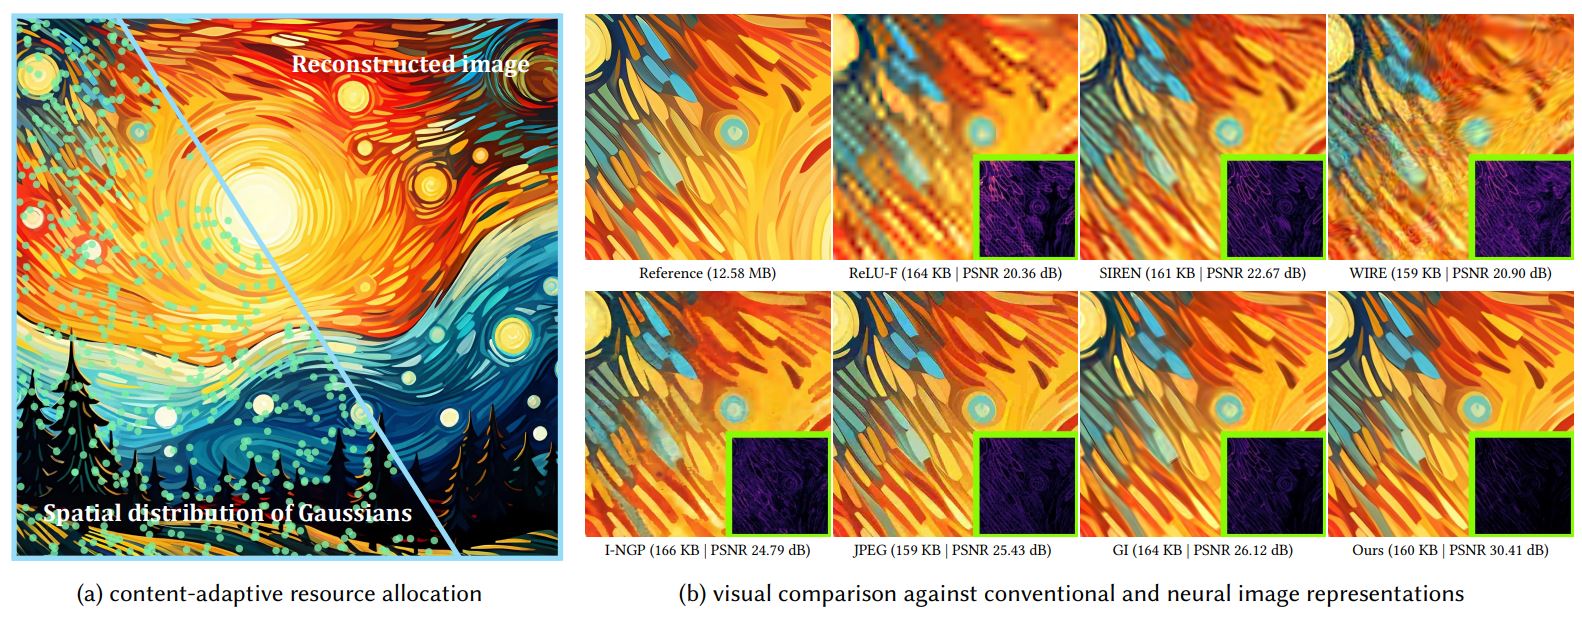 Reconstructed image
Spatial distribution of Gaussians
(a) content-adaptive resource allocation
Reference (12.58 MB)
ReLU-F (164 KB | PSNR 20.36 dB)
SIREN (161 KB | PSNR 22.67 dB)
WIRE (159 KB | PSNR 20.90 dB)
I-NGP (166 KB | PSNR 24.79 dB)
JPEG (159 KB | PSNR 25.43 dB)
GI (164 KB | PSNR 26.12 dB)
Ours (160 KB | PSNR 30.41 dB)
(b) visual comparison against conventional and neural image representations